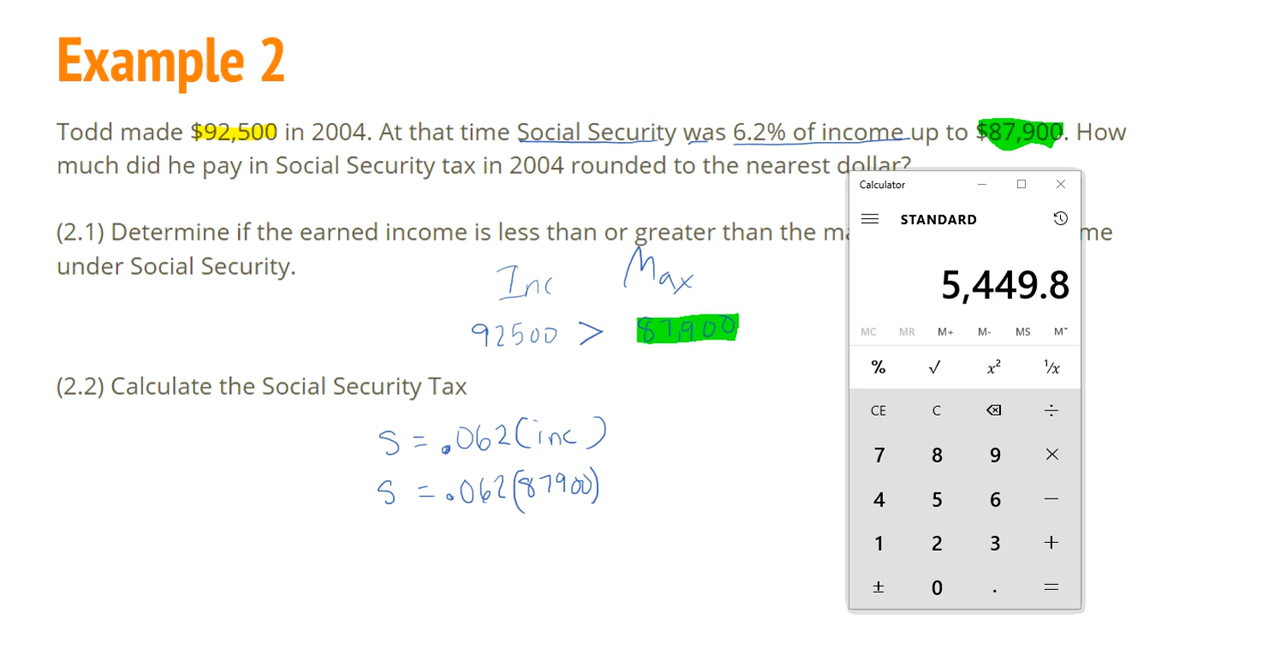 Example 2
Todd made $92,500 in 2004. At that time Social Security was 6.2% of income up to $87,900. How
much did he pay in Social Security tax in 2004 rounded to the nearest dollar?
(2.1) Determine if the earned income is less than or greater than the ma
me
under Social Security.
Inc Max
92500 > 87900
(2.2) Calculate the Social Security Tax
S = .062(inc)
S = .062(87900)
Calculator
STANDARD
5,449.8
MC MR M+ M- MS M˅
% √ x² ¹/x
CE C ⌫ ÷
7 8 9 ×
4 5 6 −
1 2 3 +
± 0 . =